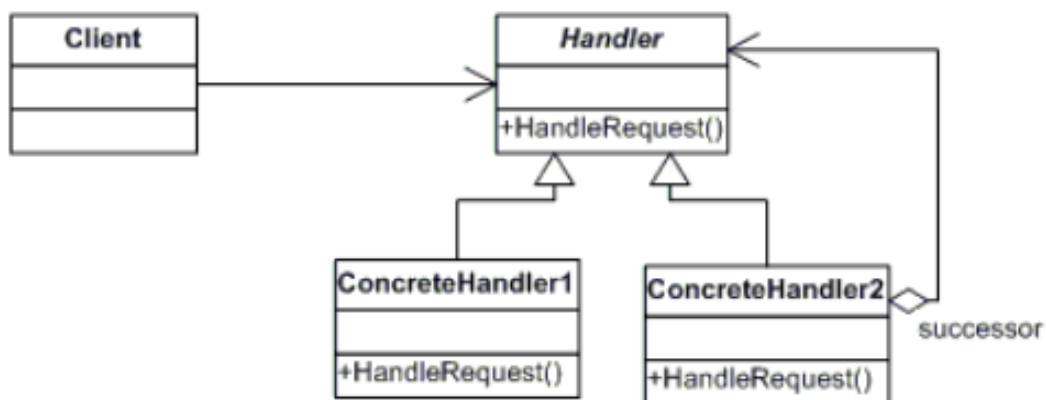 Client
Handler
+HandleRequest()
ConcreteHandler1
+HandleRequest()
ConcreteHandler2
+HandleRequest()
successor